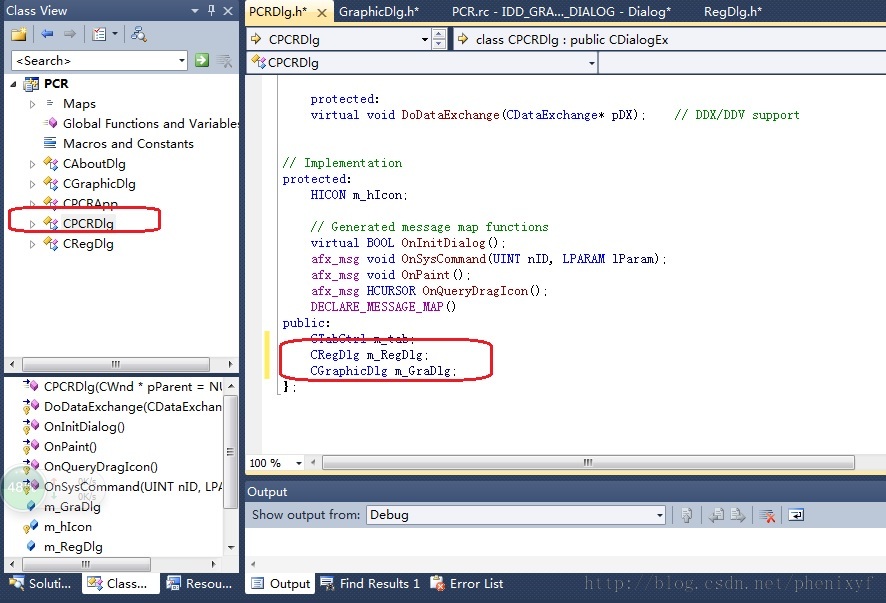 Class View
<Search>
PCR
Maps
Global Functions and Variable
Macros and Constants
CAboutDlg
CGraphicDlg
CPCRApp
CPCRDlg
CRegDlg
CPCRDlg(CWnd * pParent = NU
DoDataExchange(CDataExchan
OnInitDialog()
OnPaint()
OnQueryDragIcon()
OnSysCommand(UINT nID, LPA
m_GraDlg
m_hIcon
m_RegDlg
48%
0K/s
0K/s
Soluti...
Class...
Resou...
PCRDlg.h*
GraphicDlg.h*
PCR.rc - IDD_GRA..._DIALOG - Dialog*
RegDlg.h*
CPCRDlg
class CPCRDlg : public CDialogEx
CPCRDlg
protected:
virtual void DoDataExchange(CDataExchange* pDX); // DDX/DDV support
// Implementation
protected:
HICON m_hIcon;
// Generated message map functions
virtual BOOL OnInitDialog();
afx_msg void OnSysCommand(UINT nID, LPARAM lParam);
afx_msg void OnPaint();
afx_msg HCURSOR OnQueryDragIcon();
DECLARE_MESSAGE_MAP()
public:
CTabCtrl m_tab;
CRegDlg m_RegDlg;
CGraphicDlg m_GraDlg;
};
100 %
Output
Show output from:
Debug
Output
Find Results 1
Error List
http://blog.csdn.net/phenixyf